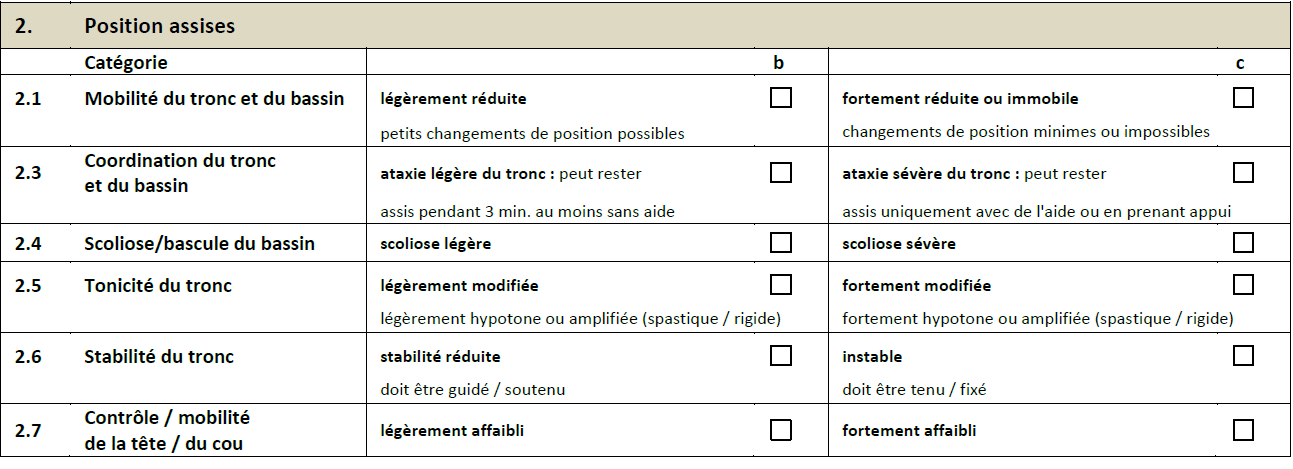 2. Position assises
Catégorie b c
2.1 Mobilité du tronc et du bassin légèrement réduite fortement réduite ou immobile
petits changements de position possibles changements de position minimes ou impossibles
2.3 Coordination du tronc et du bassin ataxie légère du tronc : peut rester ataxie sévère du tronc : peut rester
assis pendant 3 min. au moins sans aide assis uniquement avec de l'aide ou en prenant appui
2.4 Scoliose/bascule du bassin scoliose légère scoliose sévère
2.5 Tonicité du tronc légèrement modifiée fortement modifiée
légèrement hypotone ou amplifiée (spastique / rigide) fortement hypotone ou amplifiée (spastique / rigide)
2.6 Stabilité du tronc stabilité réduite instable
doit être guidé / soutenu doit être tenu / fixé
2.7 Contrôle / mobilité de la tête / du cou légèrement affaibli fortement affaibli